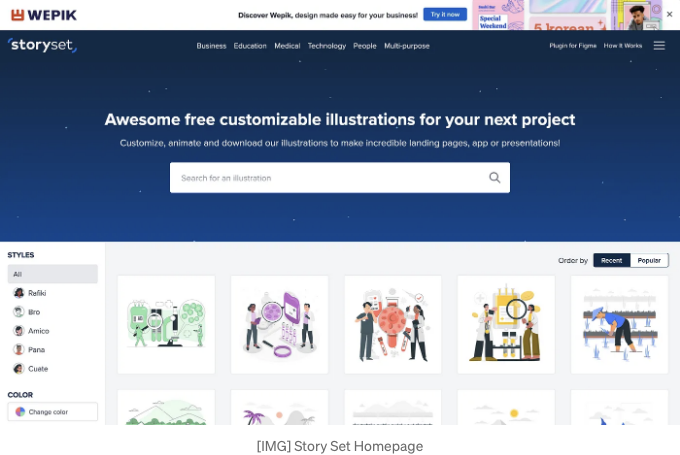 WEPIK
Discover Wepik, design made easy for your business!
Try it now
Special
Weekend
5 korean
storyset
Business Education Medical Technology People Multi-purpose
Plugin for Figma How it Works
Awesome free customizable illustrations for your next project
Customize, animate and download our illustrations to make incredible landing pages, app or presentations!
Search for an illustration
STYLES
Order by Recent Popular
All
Rafiki
Bro
Amico
Pana
Cuate
COLOR
Change color
[IMG] Story Set Homepage